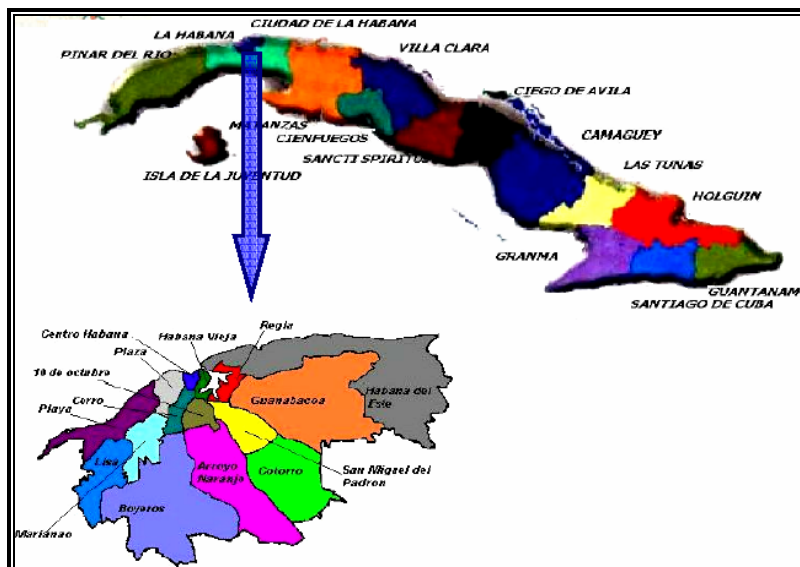 CIUDAD DE LA HABANA
LA HABANA
VILLA CLARA
PINAR DEL RIO
CIEGO DE AVILA
MATANZAS
CIENFUEGOS
CAMAGUEY
SANCTI SPIRITUS
LAS TUNAS
ISLA DE LA JUVENTUD
HOLGUIN
GRANMA
GUANTANAM
SANTIAGO DE CUBA
Centro Habana
Habana Vieja
Regla
Plaza
10 de octubre
Cerro
Playa
Guanabacoa
Habana del
Este
Lisa
Arroyo
Naranjo
Cotorro
San Miguel del
Padron
Marianao
Boyeros